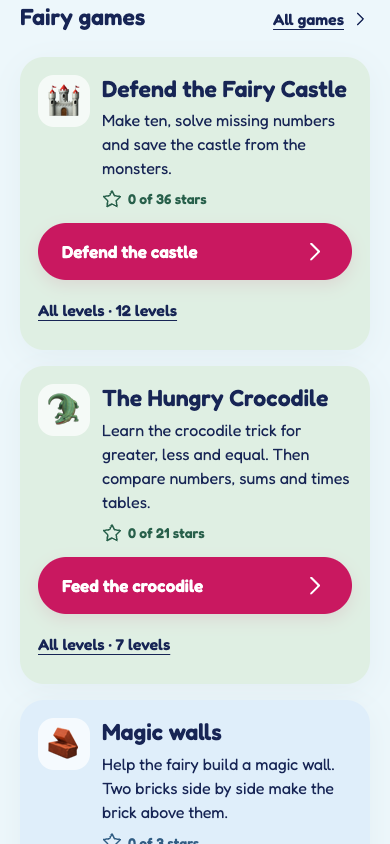 Fairy games
All games
Defend the Fairy Castle
Make ten, solve missing numbers
and save the castle from the
monsters.
0 of 36 stars
Defend the castle
All levels · 12 levels
The Hungry Crocodile
Learn the crocodile trick for
greater, less and equal. Then
compare numbers, sums and times
tables.
0 of 21 stars
Feed the crocodile
All levels · 7 levels
Magic walls
Help the fairy build a magic wall.
Two bricks side by side make the
brick above them.
0 of 3 stars